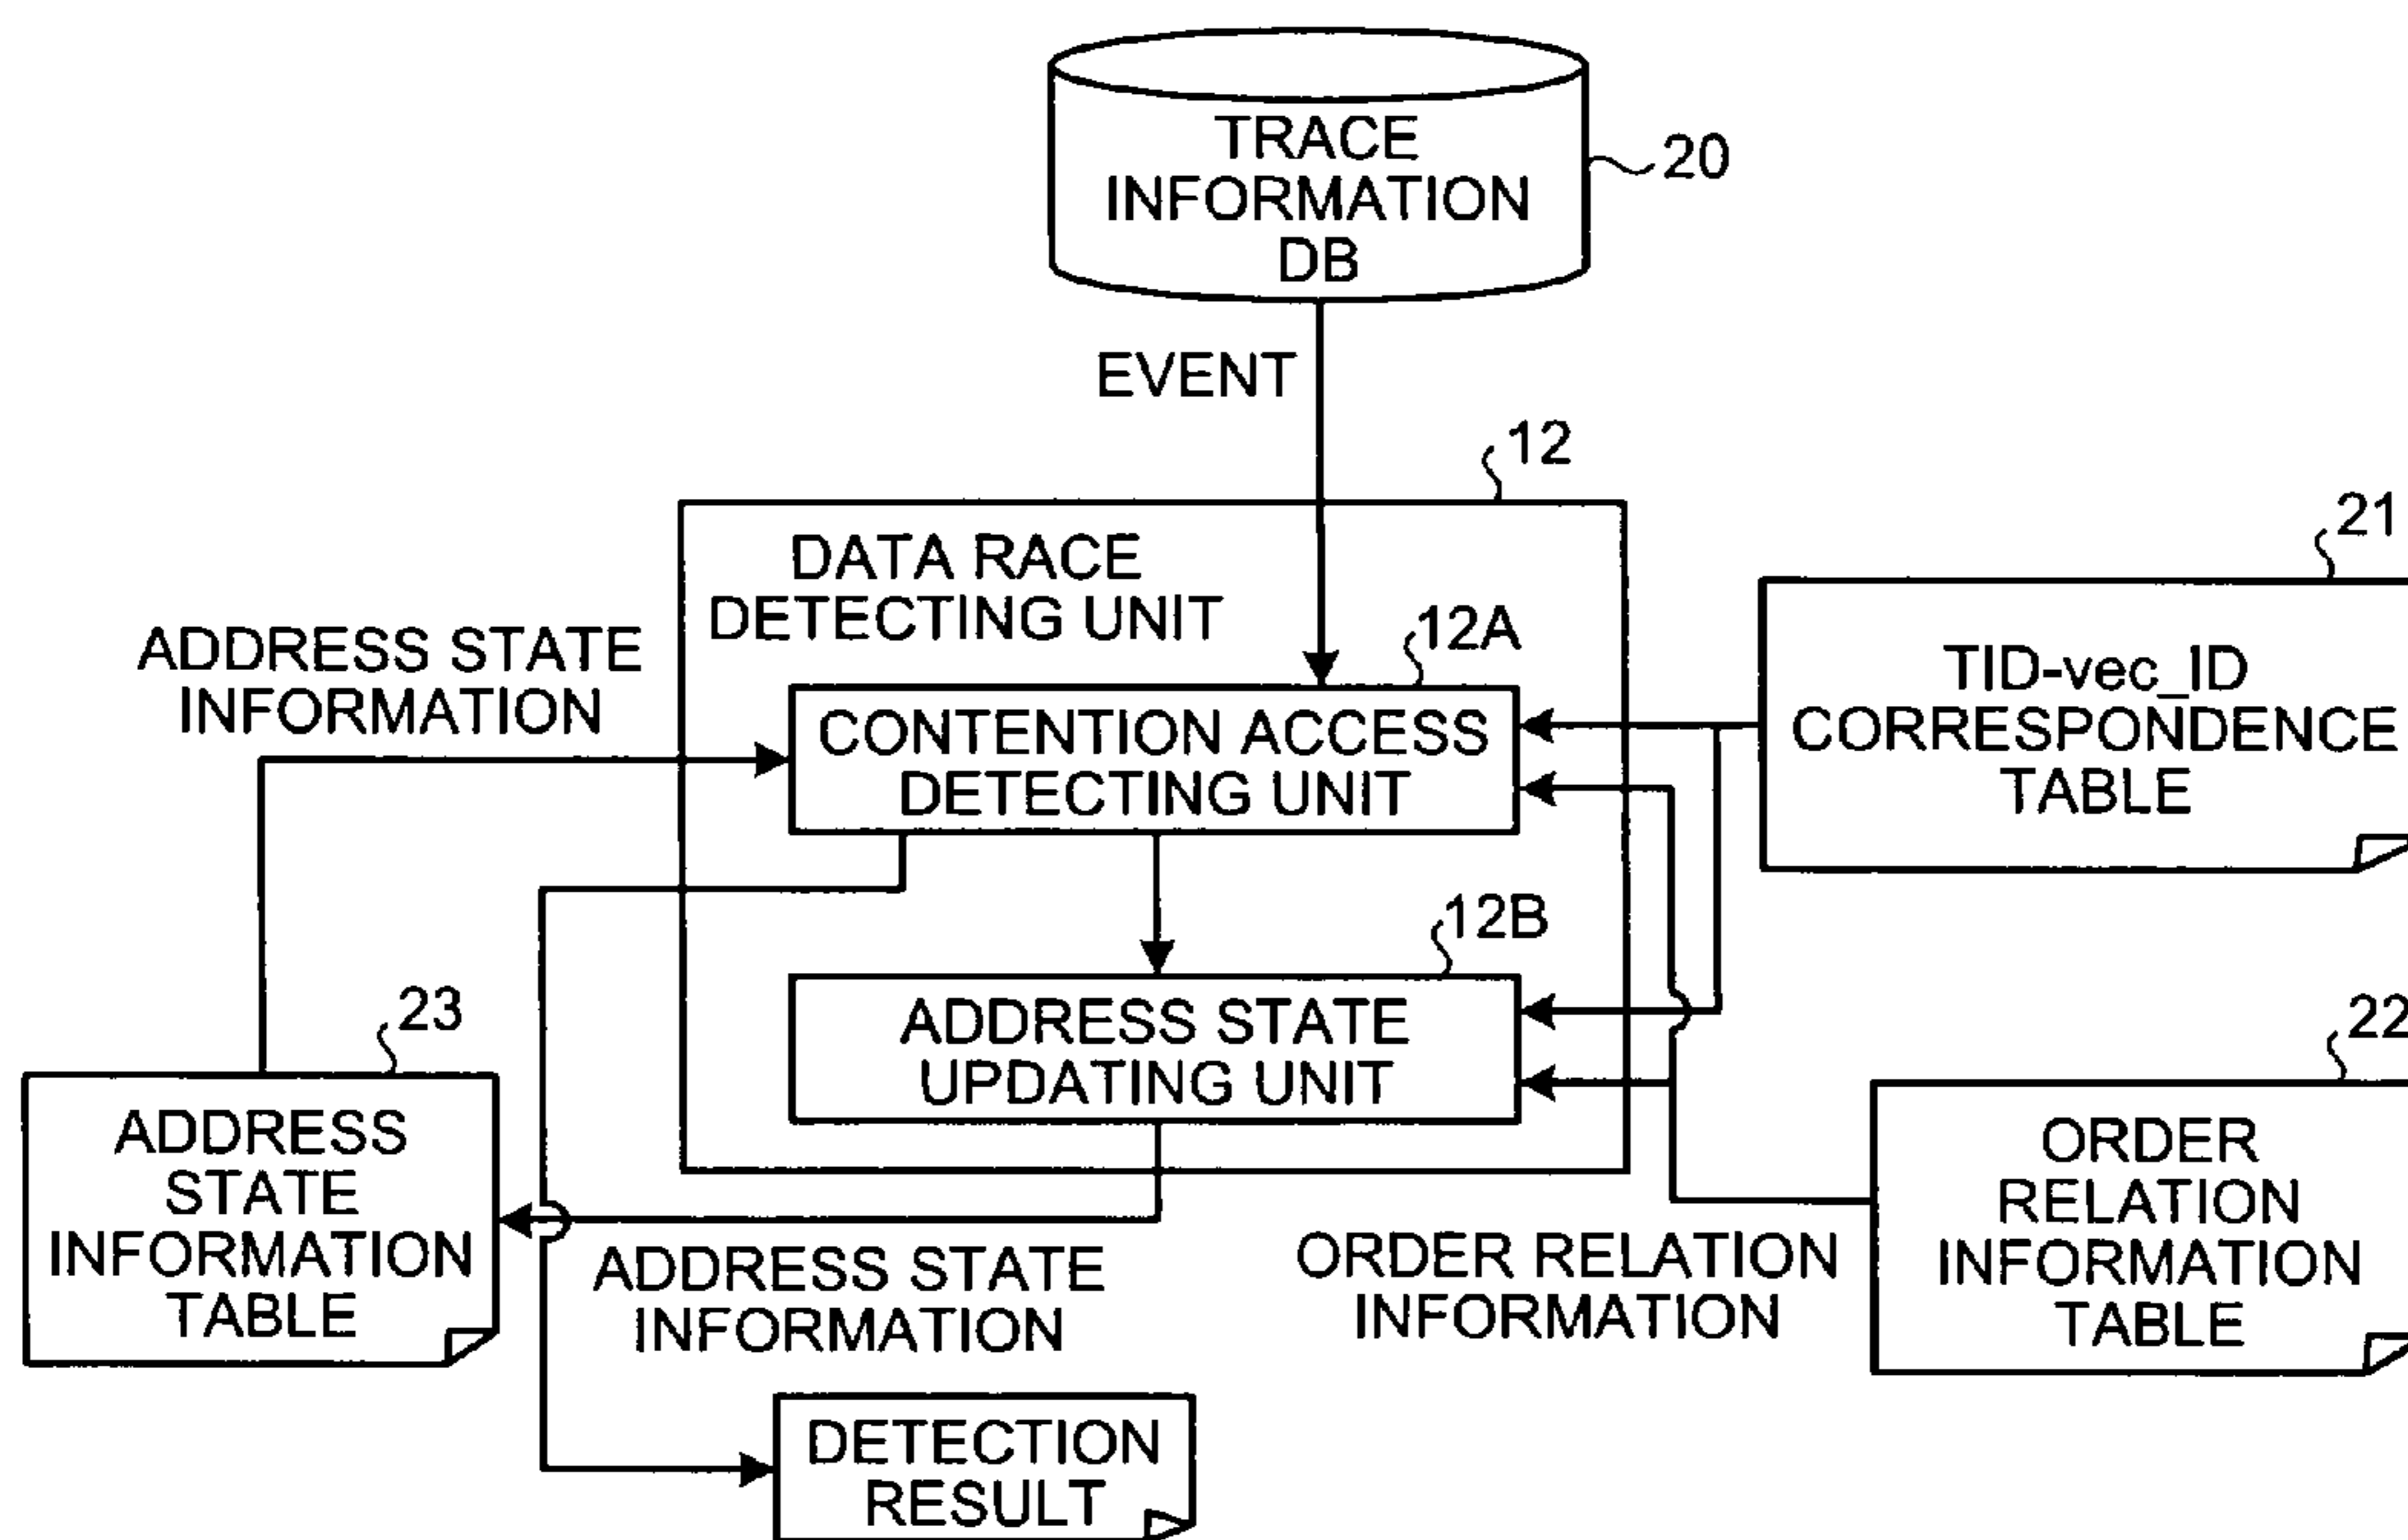 TRACE
INFORMATION
DB
20
EVENT
12
DATA RACE
DETECTING UNIT
21
12A
ADDRESS STATE
INFORMATION
CONTENTION ACCESS
DETECTING UNIT
TID-vec_ID
CORRESPONDENCE
TABLE
12B
23
ADDRESS STATE
UPDATING UNIT
22
ADDRESS
STATE
INFORMATION
TABLE
ORDER
RELATION
INFORMATION
TABLE
ADDRESS STATE
INFORMATION
ORDER RELATION
INFORMATION
DETECTION
RESULT